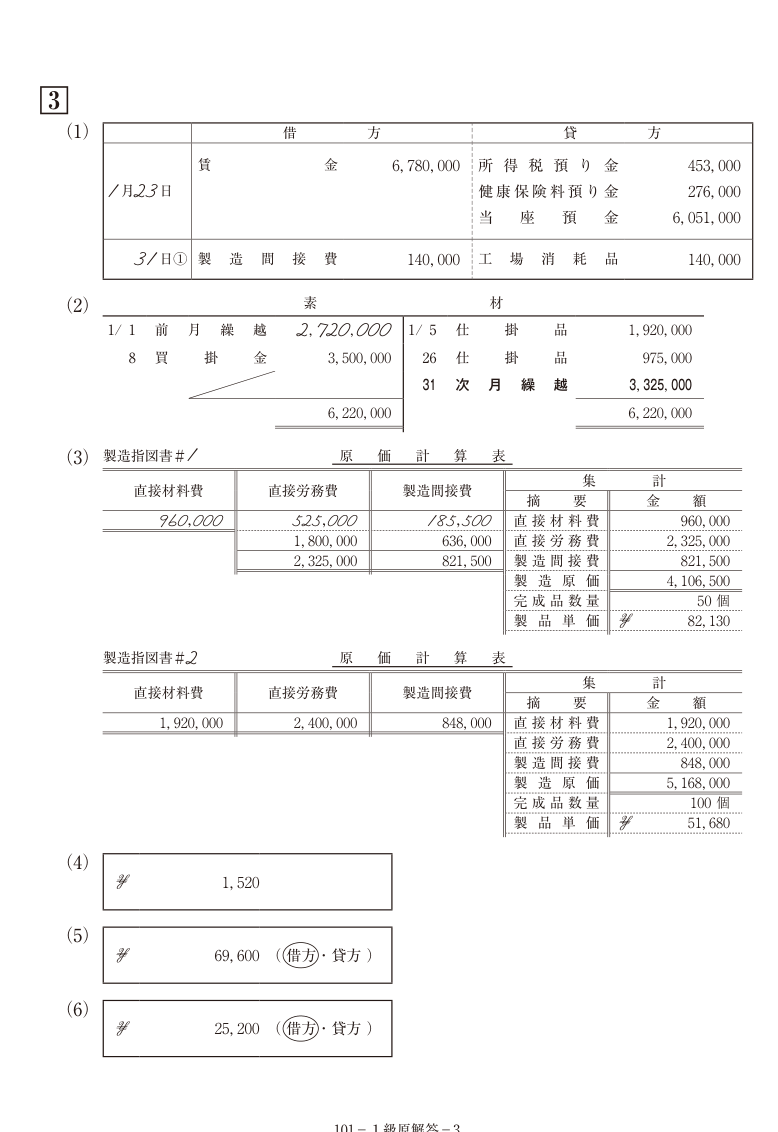 3
(1)
借 方 貸 方
1月23日 賃 金 6,780,000 所得税預り金 453,000
健康保険料預り金 276,000
当座預金 6,051,000
31日① 製造間接費 140,000 工場消耗品 140,000
(2) 素 材
1/ 1 前月繰越 2,720,000 1/ 5 仕掛品 1,920,000
8 買掛金 3,500,000 26 仕掛品 975,000
31 次月繰越 3,325,000
6,220,000 6,220,000
(3) 製造指図書#1 原価計算表
直接材料費 直接労務費 製造間接費 集 計
摘 要 金 額
960,000 525,000 185,500 直接材料費 960,000
1,800,000 636,000 直接労務費 2,325,000
2,325,000 821,500 製造間接費 821,500
製造原価 4,106,500
完成品数量 50 個
製品単価 ¥ 82,130
製造指図書#2 原価計算表
直接材料費 直接労務費 製造間接費 集 計
摘 要 金 額
1,920,000 2,400,000 848,000 直接材料費 1,920,000
直接労務費 2,400,000
製造間接費 848,000
製造原価 5,168,000
完成品数量 100 個
製品単価 ¥ 51,680
(4)
¥ 1,520
(5)
¥ 69,600 (借方・貸方)
(6)
¥ 25,200 (借方・貸方)
101-1級原解答-3